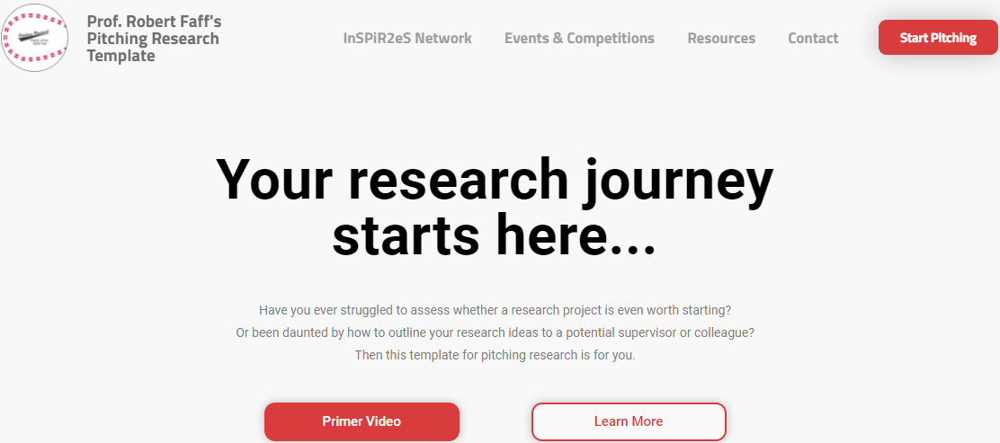 Prof. Robert Faff's
Pitching Research
Template
InSPiR2eS Network
Events & Competitions
Resources
Contact
Start Pitching
Your research journey
starts here...
Have you ever struggled to assess whether a research project is even worth starting?
Or been daunted by how to outline your research ideas to a potential supervisor or colleague?
Then this template for pitching research is for you.
Primer Video
Learn More